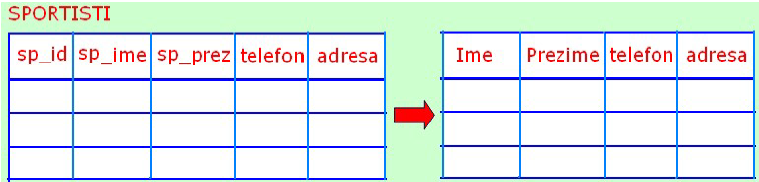 SPORTISTI
sp_id sp_ime sp_prez telefon adresa
Ime Prezime telefon adresa